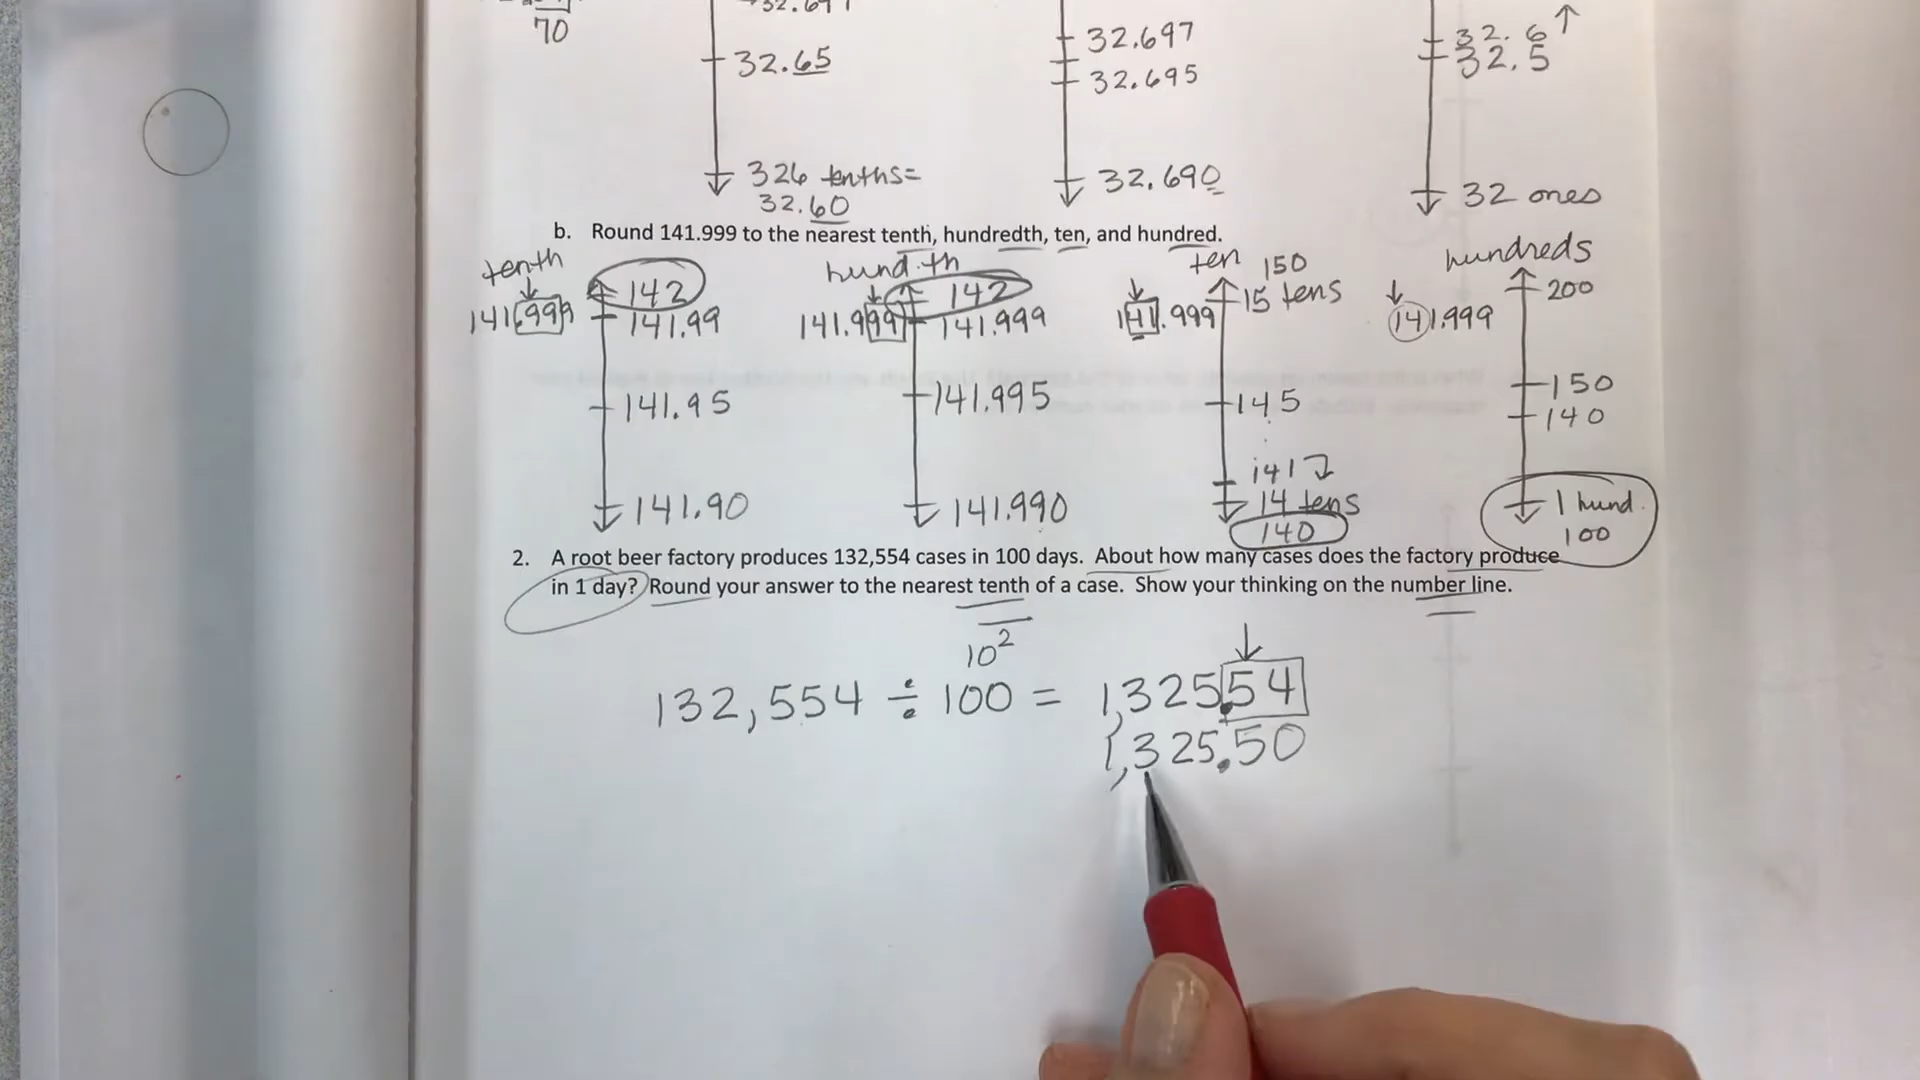 70
32.65
326 tenths=
32.60
32.697
32.695
32.690
32.6
32.5
32 ones
b. Round 141.999 to the nearest tenth, hundredth, ten, and hundred.
tenth
141.999
142
141.99
141.95
141.90
hund.th
141.999
142
141.999
141.995
141.990
ten
141.999
150
15 tens
145
141
14 tens
140
hundreds
141.999
200
150
140
1 hund.
100
2. A root beer factory produces 132,554 cases in 100 days. About how many cases does the factory produce
in 1 day? Round your answer to the nearest tenth of a case. Show your thinking on the number line.
10²
132,554 ÷ 100 = 1,325.54
1,325.50